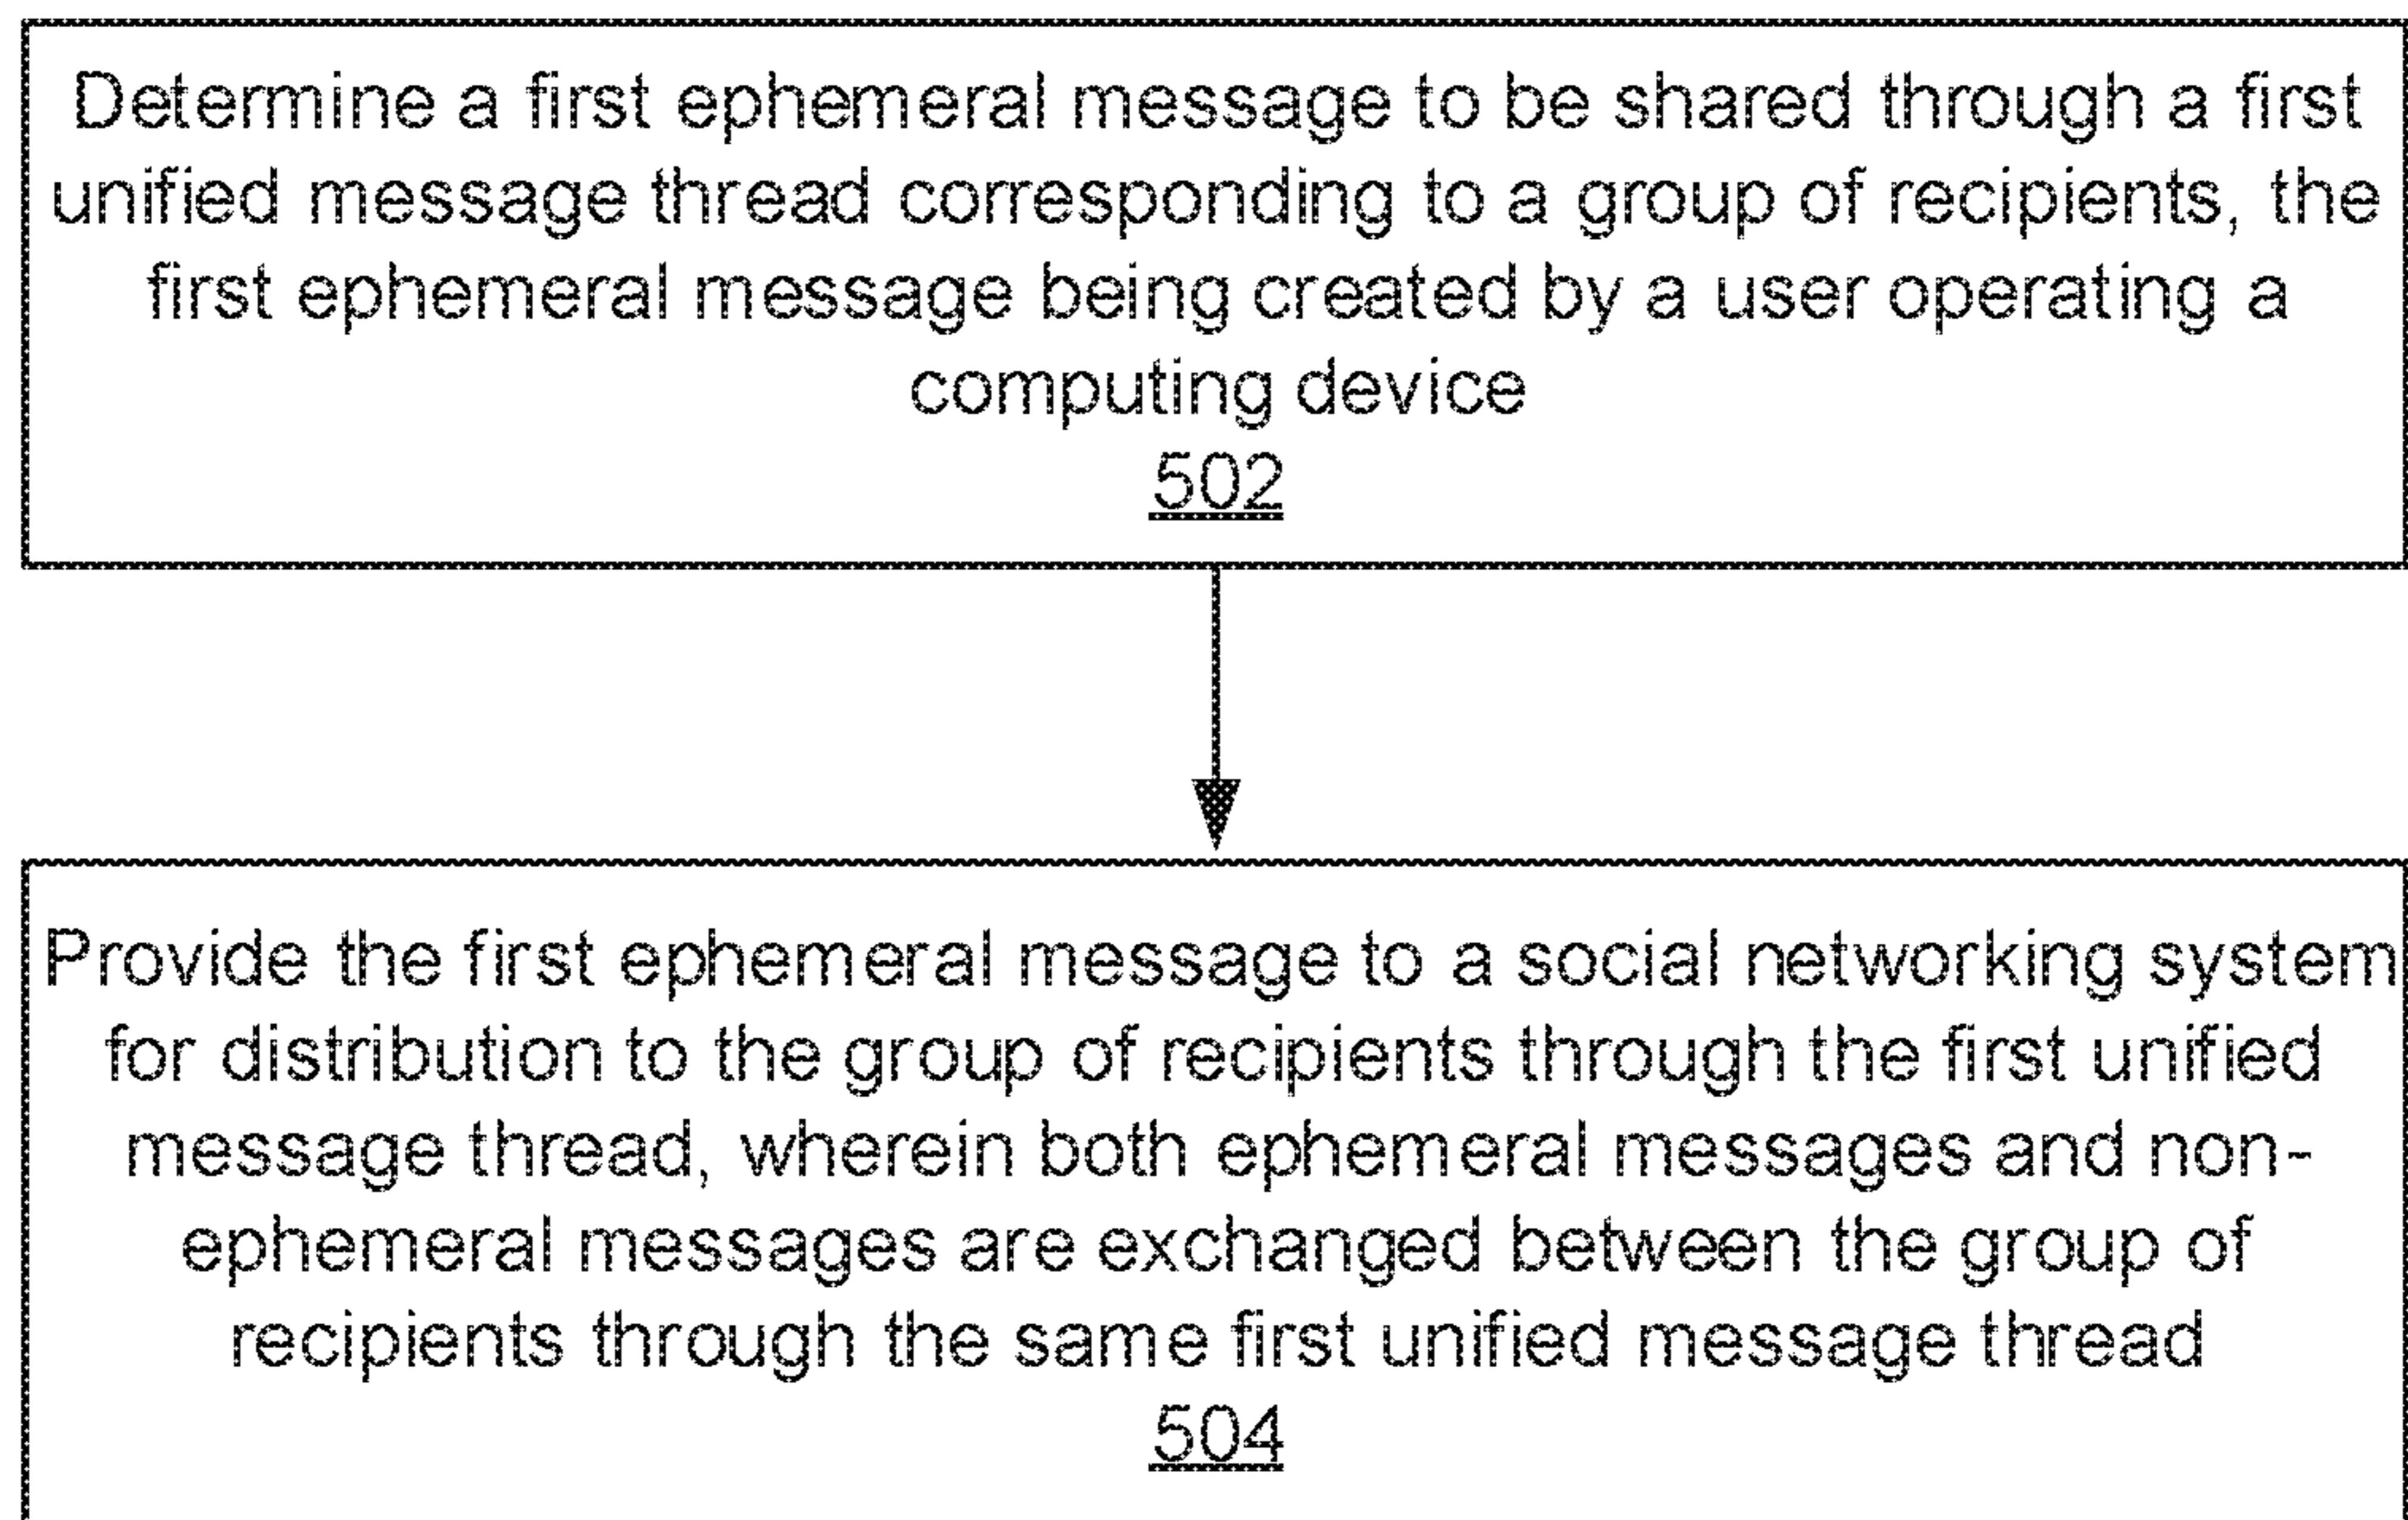 Determine a first ephemeral message to be shared through a first
unified message thread corresponding to a group of recipients, the
first ephemeral message being created by a user operating a
computing device
502
Provide the first ephemeral message to a social networking system
for distribution to the group of recipients through the first unified
message thread, wherein both ephemeral messages and non-
ephemeral messages are exchanged between the group of
recipients through the same first unified message thread
504